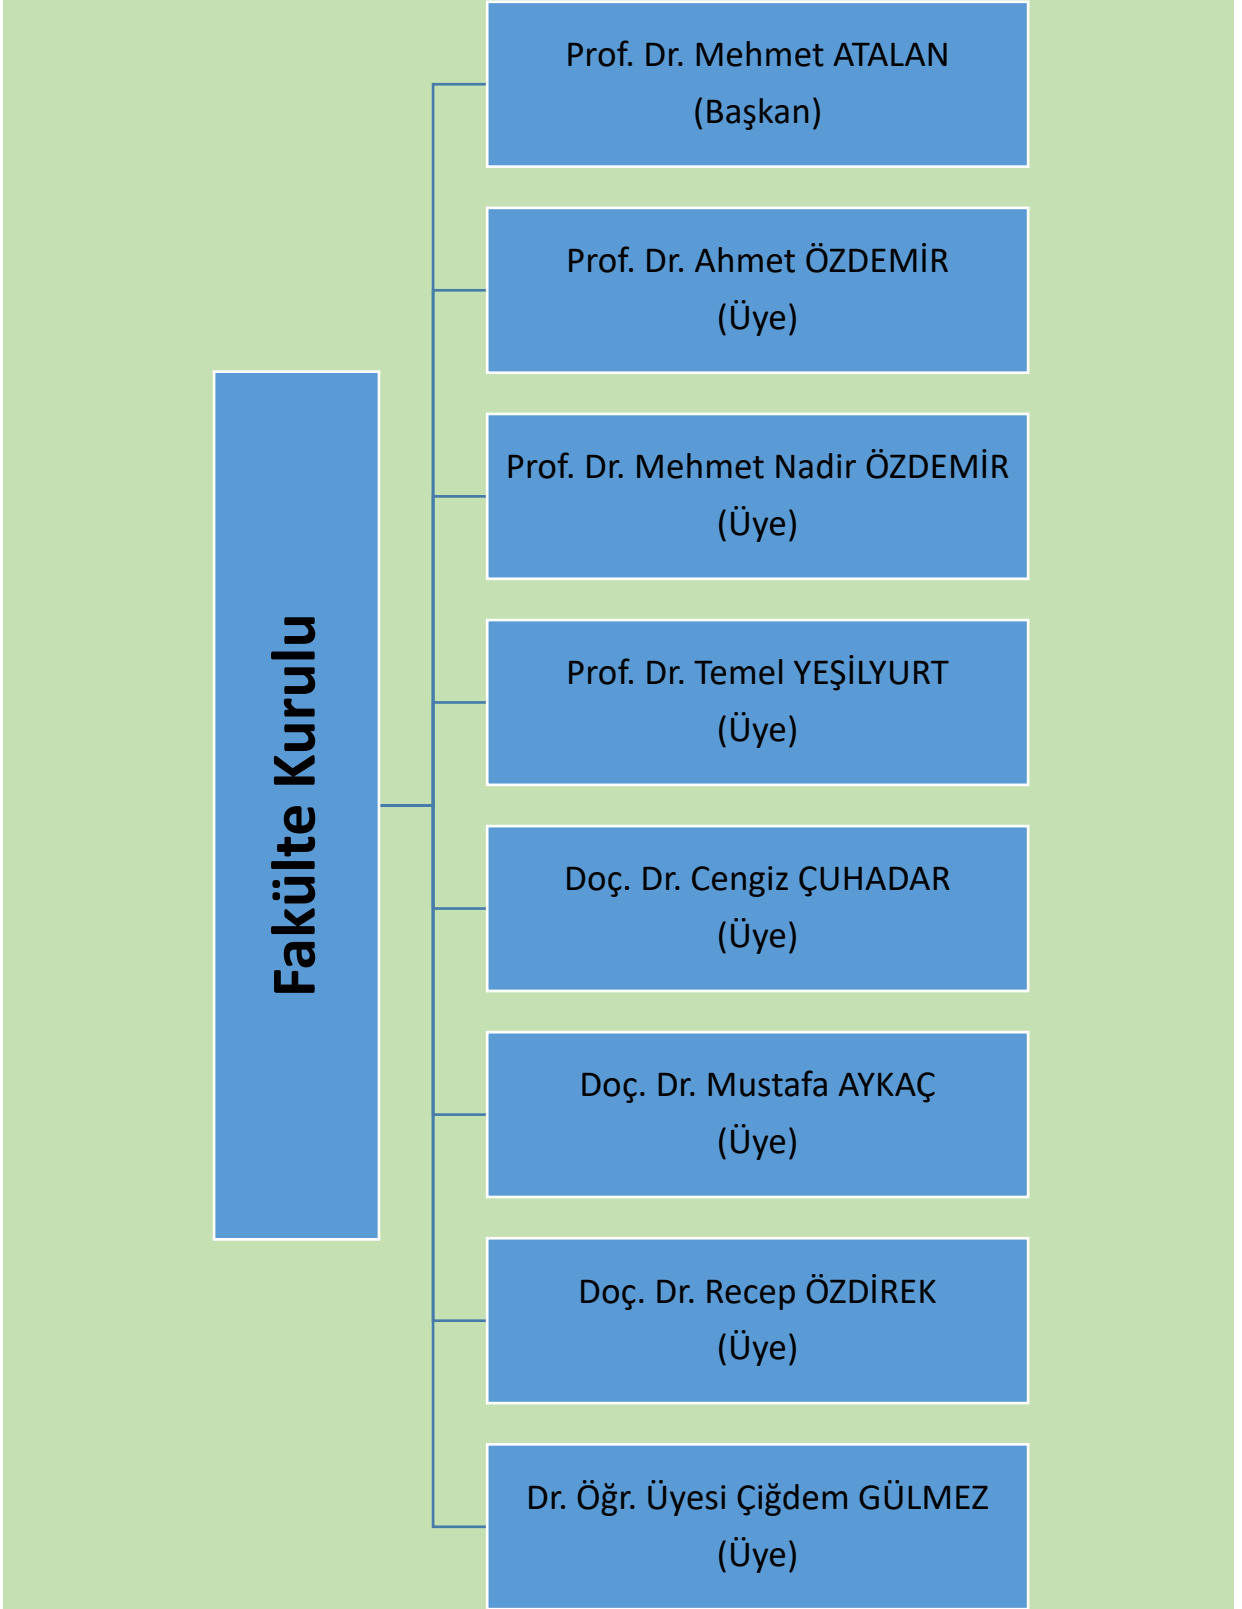 Fakülte Kurulu
Prof. Dr. Mehmet ATALAN
(Başkan)
Prof. Dr. Ahmet ÖZDEMİR
(Üye)
Prof. Dr. Mehmet Nadir ÖZDEMİR
(Üye)
Prof. Dr. Temel YEŞİLYURT
(Üye)
Doç. Dr. Cengiz ÇUHADAR
(Üye)
Doç. Dr. Mustafa AYKAÇ
(Üye)
Doç. Dr. Recep ÖZDİREK
(Üye)
Dr. Öğr. Üyesi Çiğdem GÜLMEZ
(Üye)